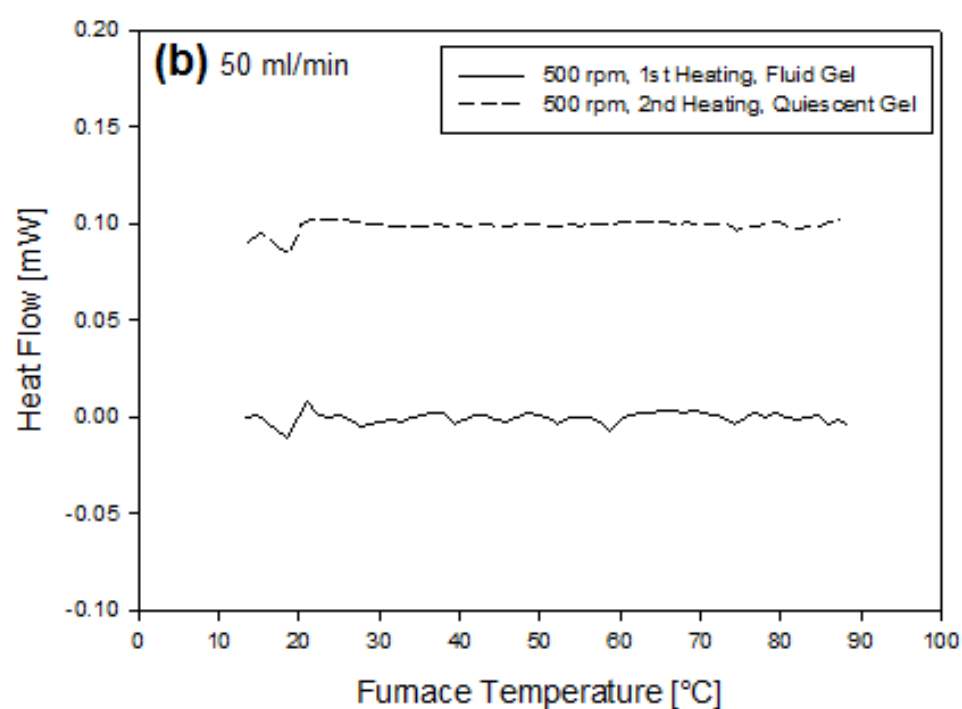 (b) 50 ml/min
500 rpm, 1st Heating, Fluid Gel
500 rpm, 2nd Heating, Quiescent Gel
0.20
0.15
0.10
0.05
0.00
-0.05
-0.10
Heat Flow [mW]
0 10 20 30 40 50 60 70 80 90 100
Furnace Temperature [°C]